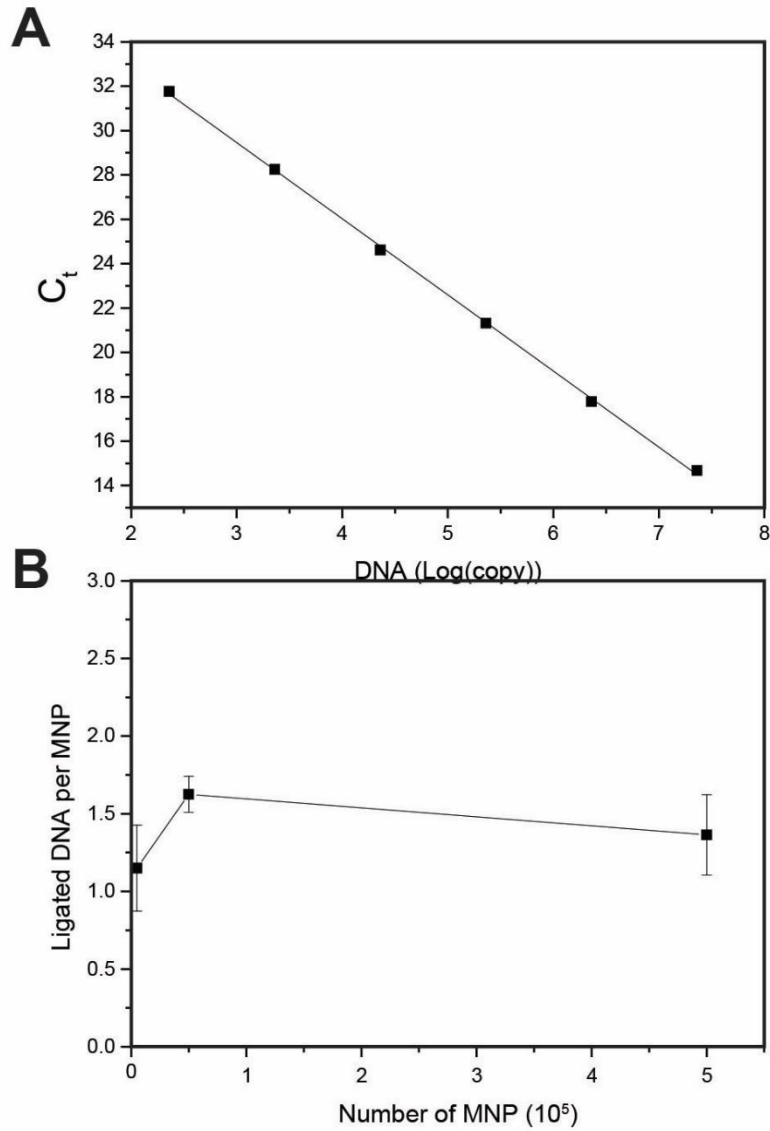 A
34
32
30
28
26
24
22
20
18
16
14
Ct
2 3 4 5 6 7 8
DNA (Log(copy))
B
3.0
2.5
2.0
1.5
1.0
0.5
0.0
Ligated DNA per MNP
0 1 2 3 4 5
Number of MNP (10⁵)